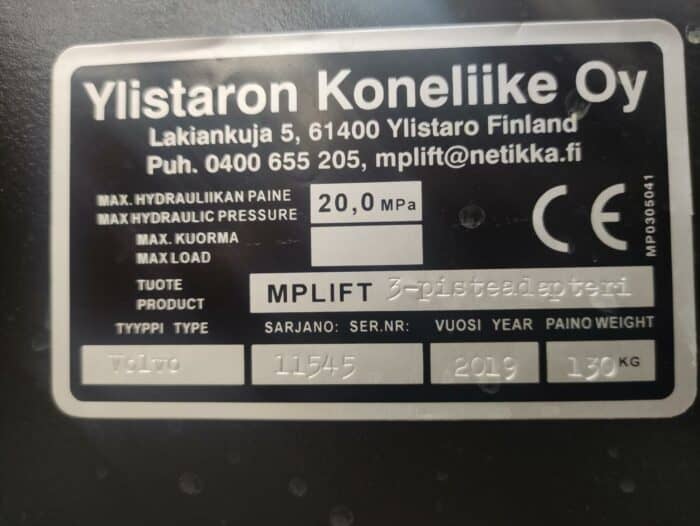 Ylistaron Koneliike Oy
Lakiankuja 5, 61400 Ylistaro Finland
Puh. 0400 655 205, mplift@netikka.fi
MAX. HYDRAULIIKAN PAINE
MAX HYDRAULIC PRESSURE
20,0 MPa
MAX. KUORMA
MAX LOAD
CE
MP0305041
TUOTE
PRODUCT
MPLIFT 3-pisteadapteri
TYYPPI TYPE SARJANO: SER.NR: VUOSI YEAR PAINO WEIGHT
Volvo 11545 2019 130 KG